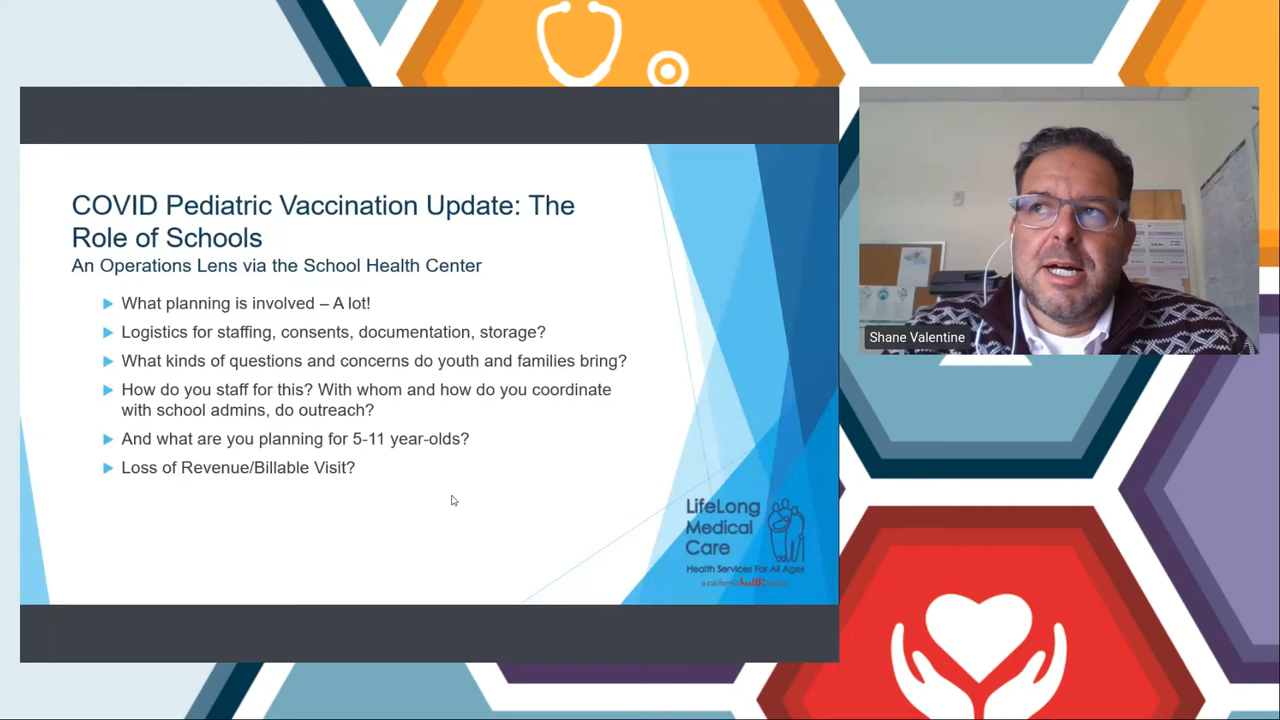 COVID Pediatric Vaccination Update: The
Role of Schools
An Operations Lens via the School Health Center
What planning is involved – A lot!
Logistics for staffing, consents, documentation, storage?
What kinds of questions and concerns do youth and families bring?
How do you staff for this? With whom and how do you coordinate
with school admins, do outreach?
And what are you planning for 5-11 year-olds?
Loss of Revenue/Billable Visit?
LifeLong
Medical
Care
Health Services For All Ages
a california health
Shane Valentine